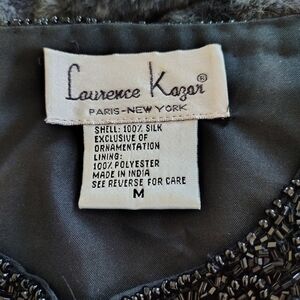 Laurence Kazar®
PARIS-NEW YORK
SHELL: 100% SILK
EXCLUSIVE OF
ORNAMENTATION
LINING:
100% POLYESTER
MADE IN INDIA
SEE REVERSE FOR CARE
M